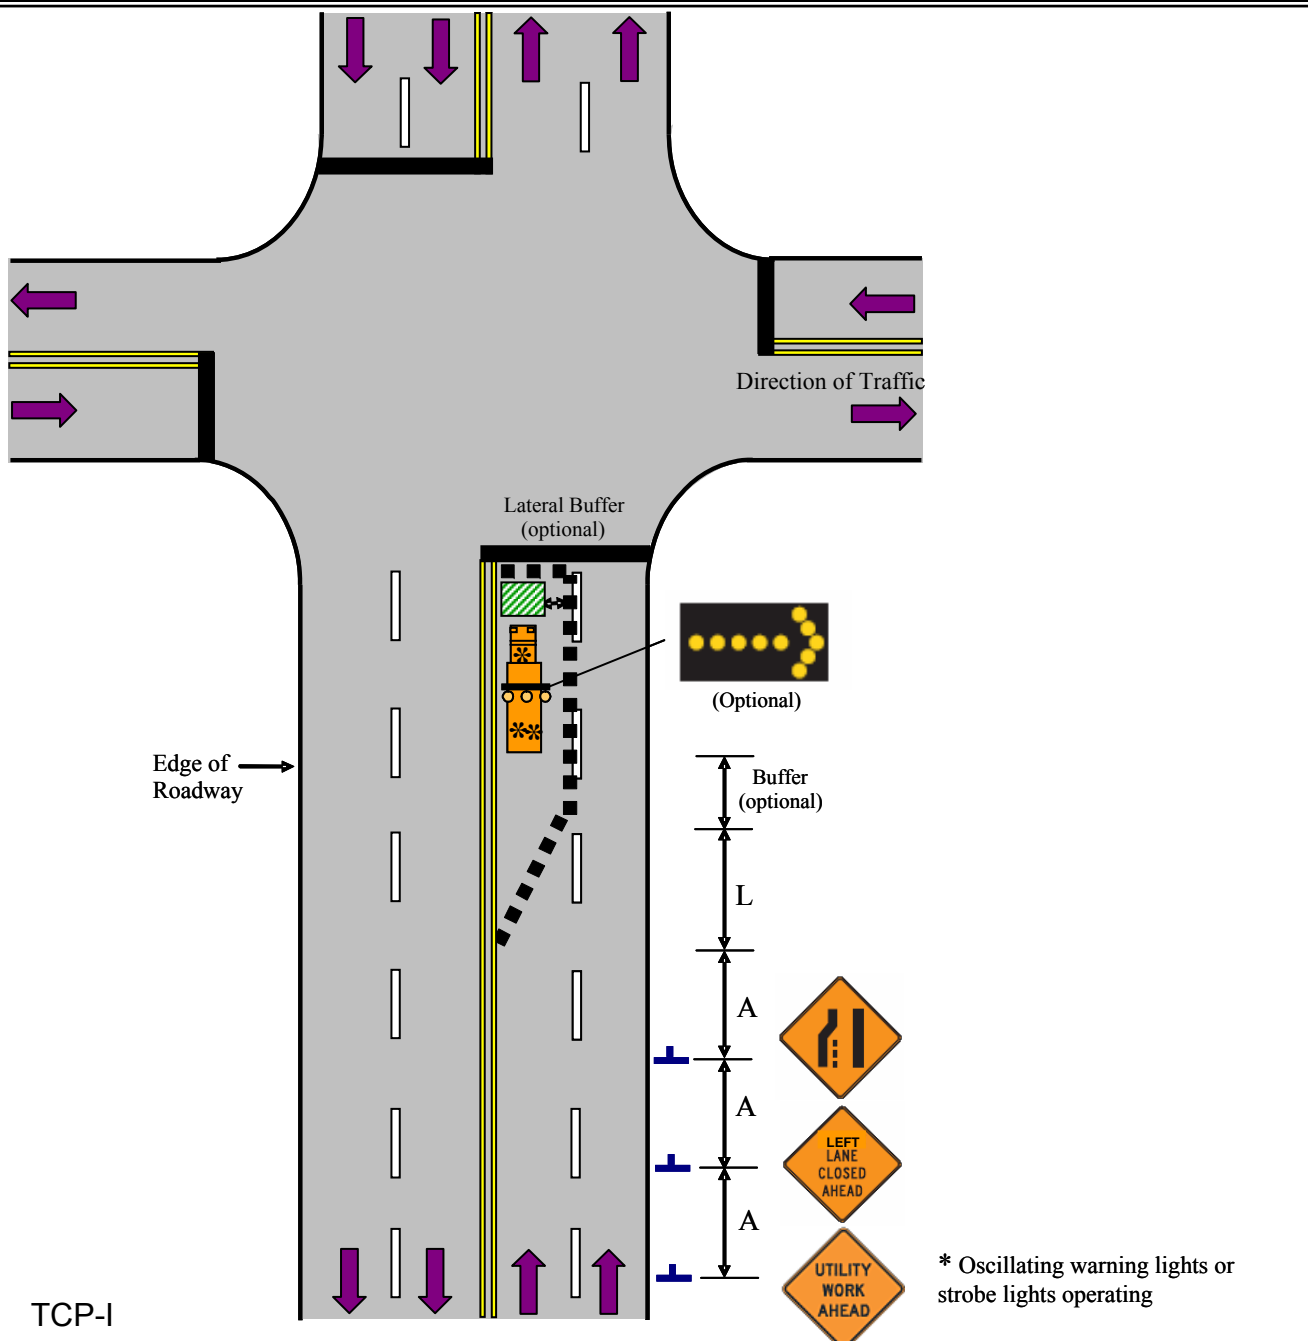 Direction of Traffic
Lateral Buffer
(optional)
(Optional)
Edge of
Roadway
Buffer
(optional)
L
A
A
LEFT
LANE
CLOSED
AHEAD
A
UTILITY
WORK
AHEAD
* Oscillating warning lights or
strobe lights operating
TCP-I